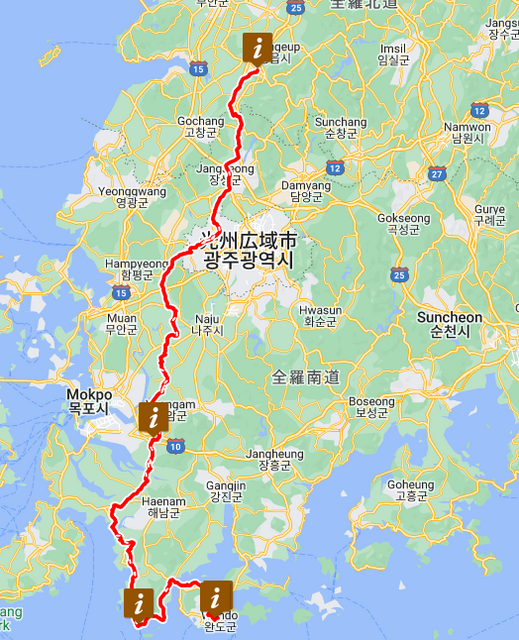 부안군
全羅北道
25
Jangsu
장수군
Imsil
임실군
15
12
Gochang
고창군
Sunchang
순창군
Namwon
남원시
장성군
12
27
Yeonggwang
영광군
Damyang
담양군
Gokseong
곡성군
Gurye
구례군
光州広域市
광주광역시
Hampyeong
함평군
15
25
Muan
무안군
Naju
나주시
Hwasun
화순군
Suncheon
순천시
全羅南道
Mokpo
목포시
Boseong
보성군
10
Jangheung
장흥군
Gangjin
강진군
Goheung
고흥군
Haenam
해남군
완도군